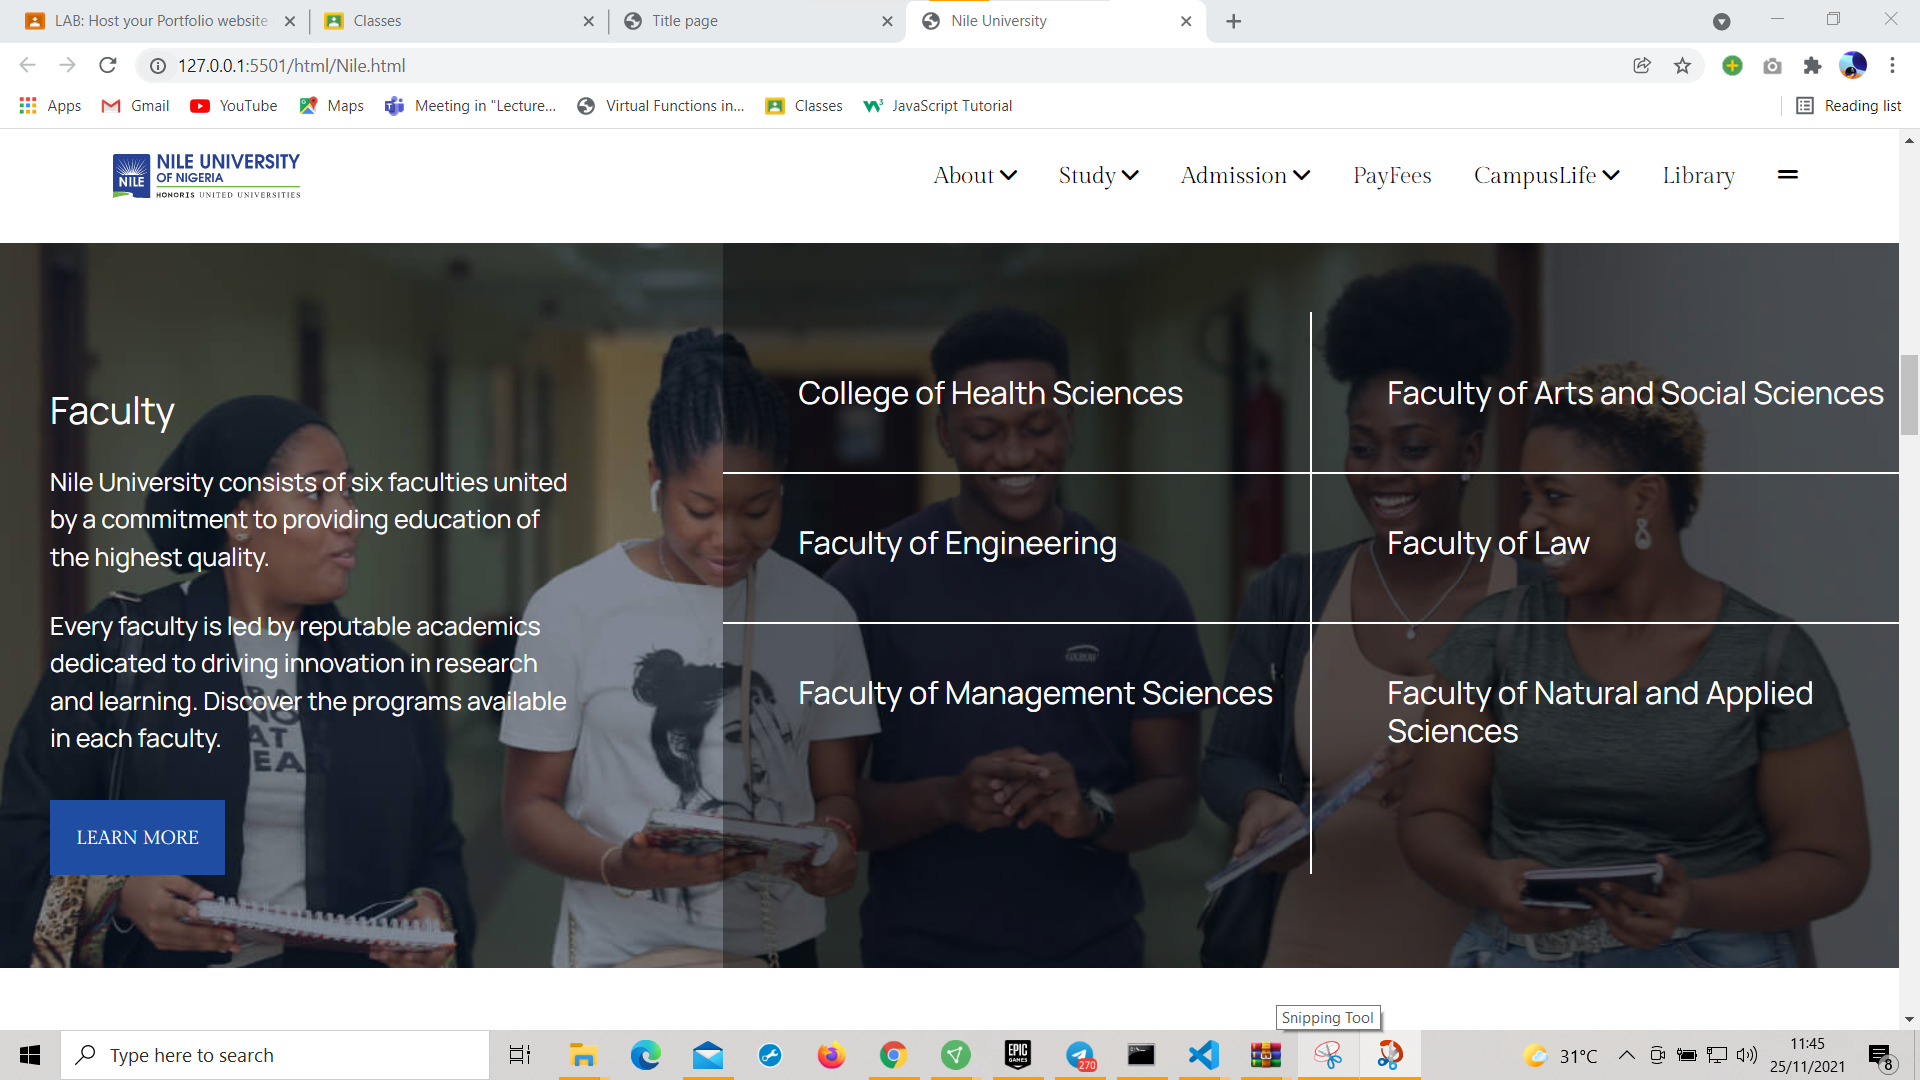 LAB: Host your Portfolio website
Classes
Title page
Nile University
127.0.0.1:5501/html/Nile.html
Apps
Gmail
YouTube
Maps
Meeting in "Lecture...
Virtual Functions in...
Classes
JavaScript Tutorial
Reading list
NILE
NILE UNIVERSITY
OF NIGERIA
HONORIS UNITED UNIVERSITIES
About
Study
Admission
PayFees
CampusLife
Library
Faculty
Nile University consists of six faculties united
by a commitment to providing education of
the highest quality.
Every faculty is led by reputable academics
dedicated to driving innovation in research
and learning. Discover the programs available
in each faculty.
LEARN MORE
College of Health Sciences
Faculty of Arts and Social Sciences
Faculty of Engineering
Faculty of Law
Faculty of Management Sciences
Faculty of Natural and Applied
Sciences
Snipping Tool
Type here to search
EPIC
GAMES
270
31°C
11:45
25/11/2021
8